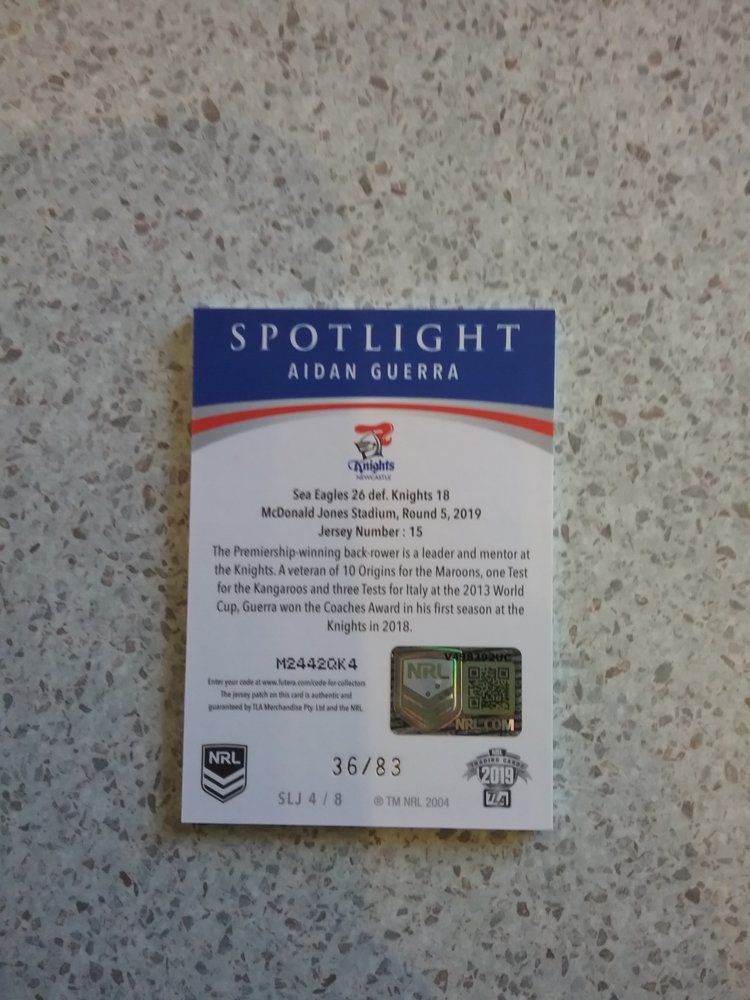 SPOTLIGHT
AIDAN GUERRA
Knights
NEWCASTLE
Sea Eagles 26 def. Knights 18
McDonald Jones Stadium, Round 5, 2019
Jersey Number : 15
The Premiership-winning back-rower is a leader and mentor at
the Knights. A veteran of 10 Origins for the Maroons, one Test
for the Kangaroos and three Tests for Italy at the 2013 World
Cup, Guerra won the Coaches Award in his first season at the
Knights in 2018.
M2442QK4
Enter your code at www.futera.com/code-for-collectors
The jersey patch on this card is authentic and
guaranteed by TLA Merchandise Pty. Ltd and the NRL.
NRL
NRL.COM
NRL
36/83
SLJ 4 / 8
® TM NRL 2004
NRL
TRADING CARDS
2019
TLA